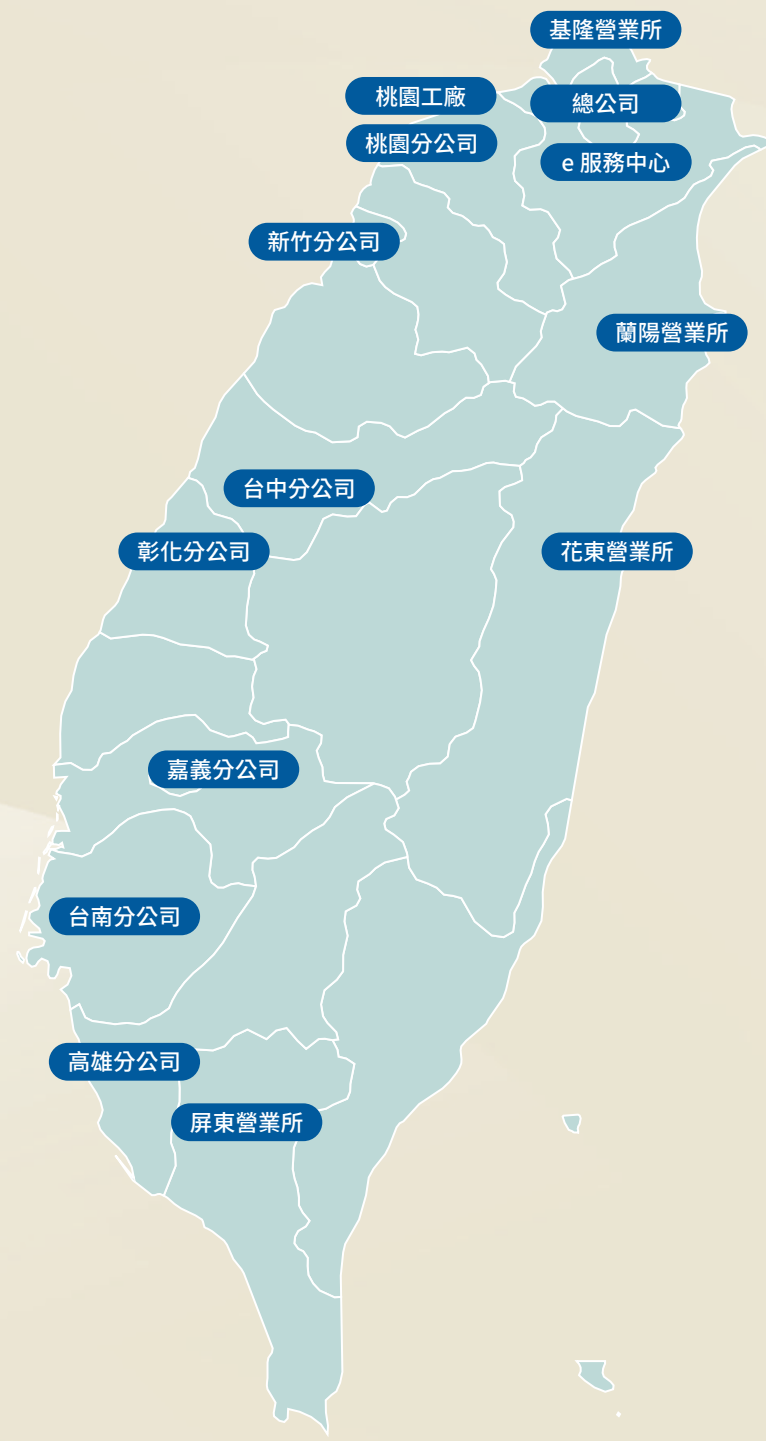 基隆營業所
桃園工廠
總公司
桃園分公司
e 服務中心
新竹分公司
蘭陽營業所
台中分公司
彰化分公司
花東營業所
嘉義分公司
台南分公司
高雄分公司
屏東營業所